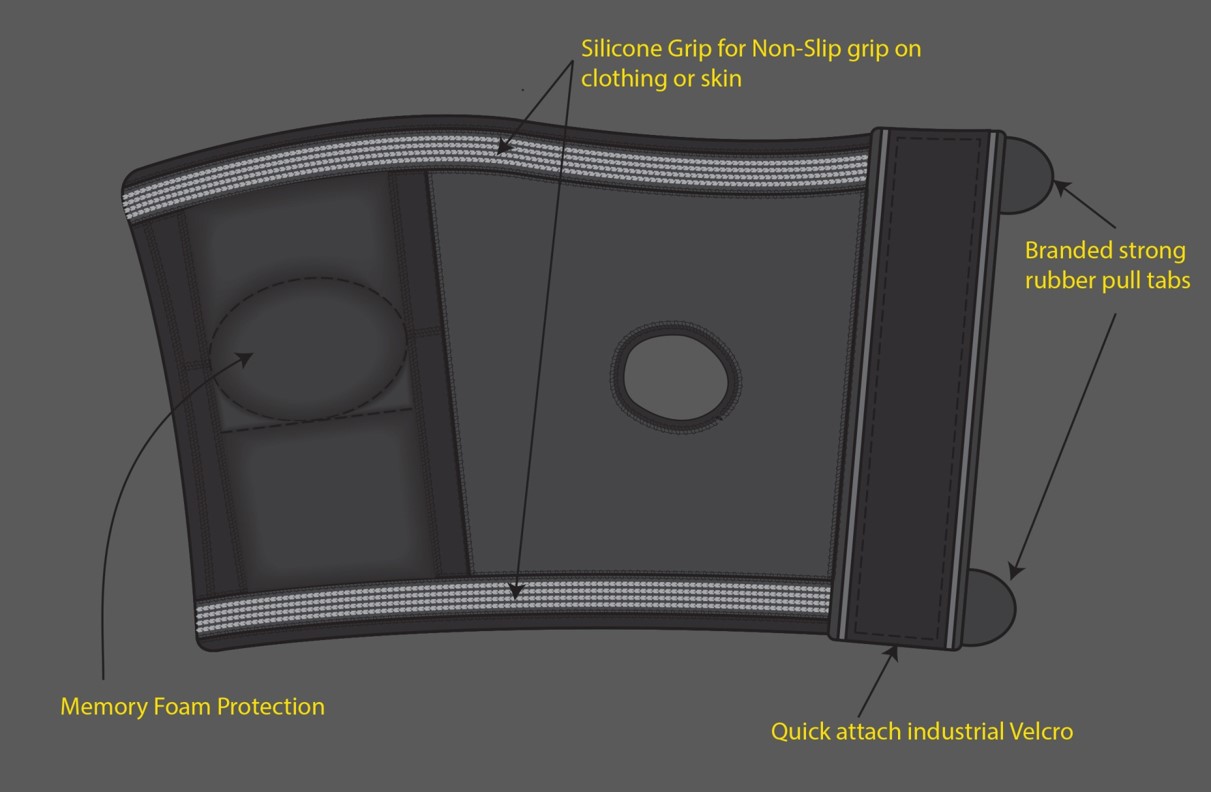 Silicone Grip for Non-Slip grip on
clothing or skin
Branded strong
rubber pull tabs
Memory Foam Protection
Quick attach industrial Velcro